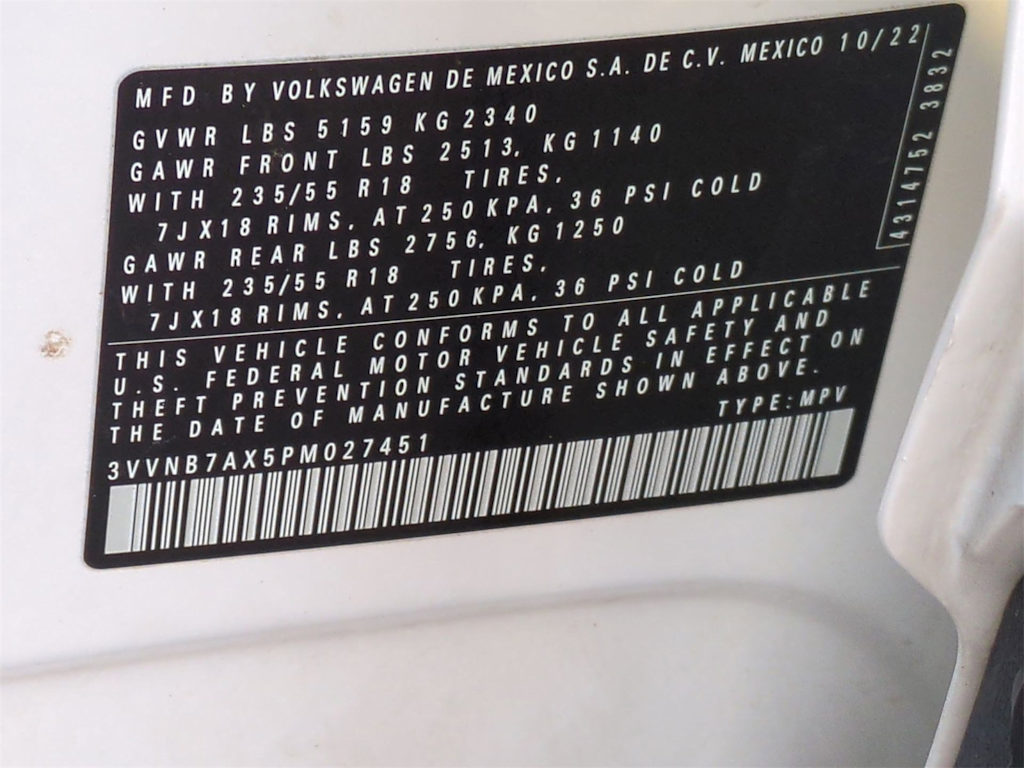 MFD BY VOLKSWAGEN DE MEXICO S.A. DE C.V. MEXICO 10/22
GVWR LBS 5159 KG 2340
GAWR FRONT LBS 2513, KG 1140
WITH 235/55 R18 TIRES,
7JX18 RIMS, AT 250 KPA, 36 PSI COLD
GAWR REAR LBS 2756, KG 1250
WITH 235/55 R18 TIRES,
7JX18 RIMS, AT 250 KPA, 36 PSI COLD
4314752 3832
THIS VEHICLE CONFORMS TO ALL APPLICABLE
U.S. FEDERAL MOTOR VEHICLE SAFETY AND
THEFT PREVENTION STANDARDS IN EFFECT ON
THE DATE OF MANUFACTURE SHOWN ABOVE.
TYPE:MPV
3VVNB7AX5PM027451